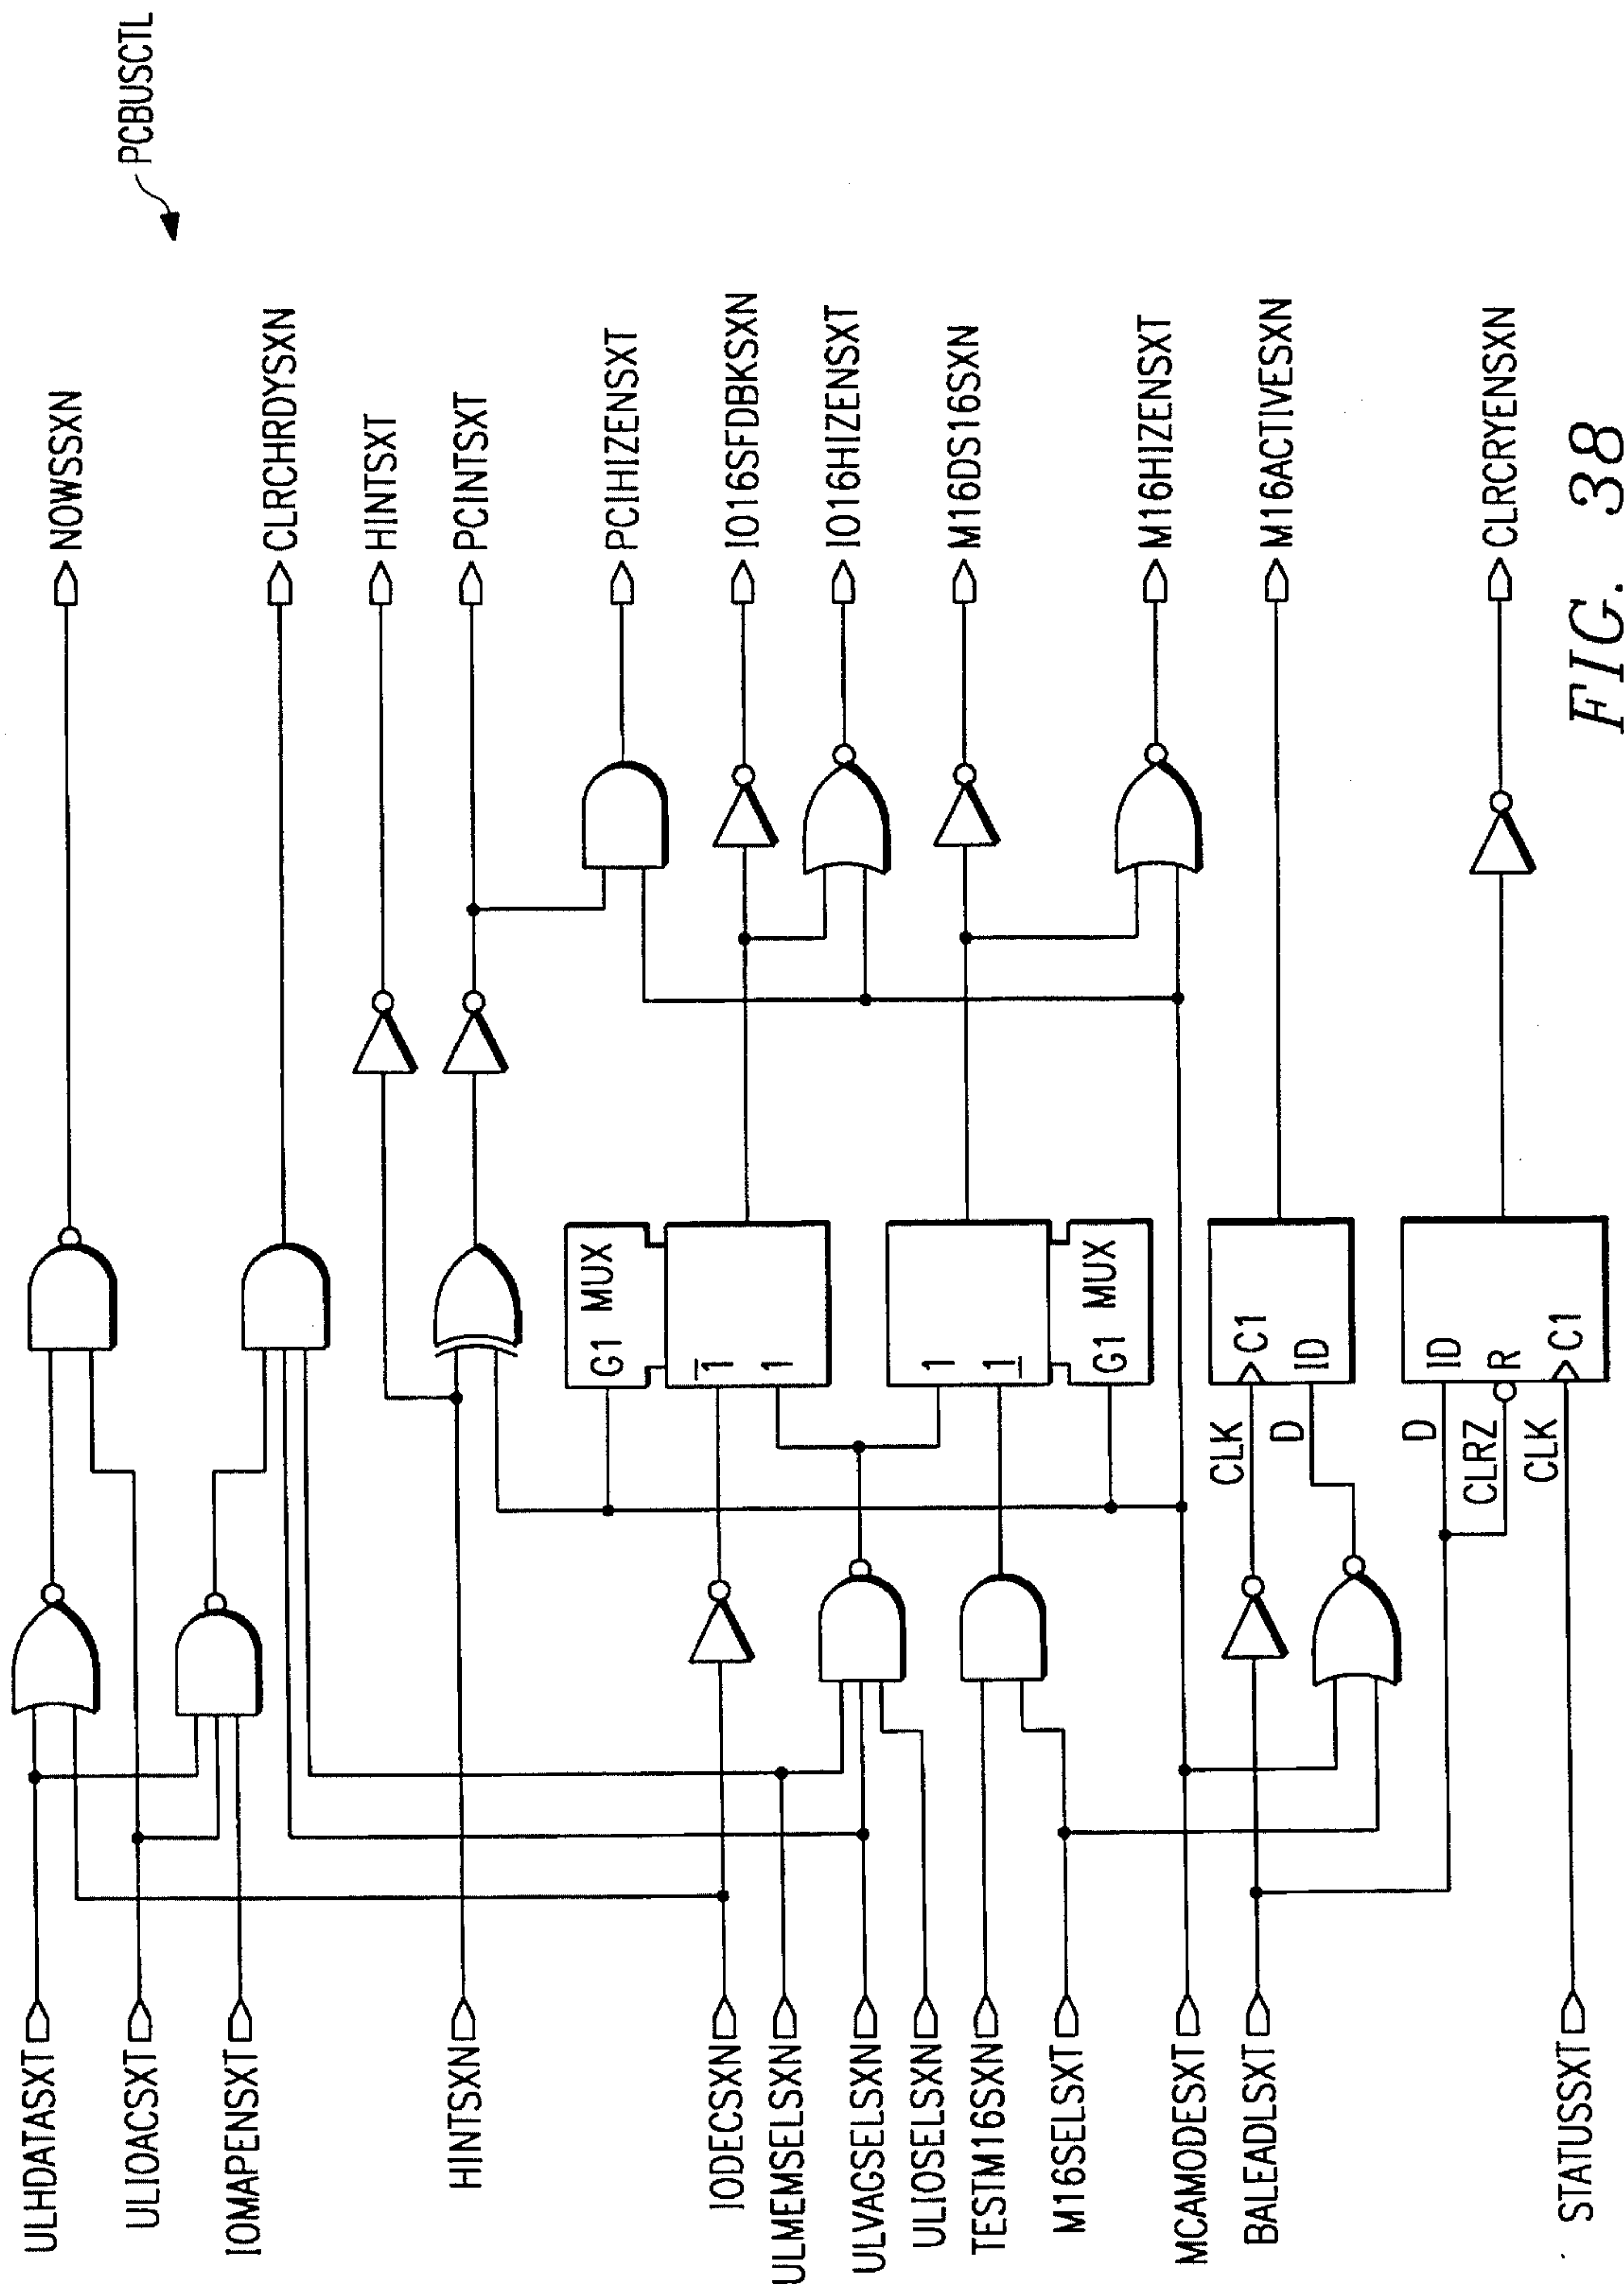 PCBUSCTL
ULHDATASXT
ULIOACSXT
IOMAPENSXT
HINTSXN
IODECSXN
ULMEMSELSXN
ULVAGSELSXN
ULIOSELSXN
TESTM16SXN
M16SELSXT
MCAMODESXT
BALEADLSXT
STATUSSXT
G1 MUX
1
1
1
1
G1 MUX
CLK
D
C1
ID
D
CLRZ
CLK
ID
R
C1
NOWSSXN
CLRCHRDYSXN
HINTSXT
PCINTSXT
PCIHIZENSXT
IO16SFDBKSXN
IO16HIZENSXT
M16DS16SXN
M16HIZENSXT
M16ACTIVESXN
CLRCRYENSXN
FIG. 38